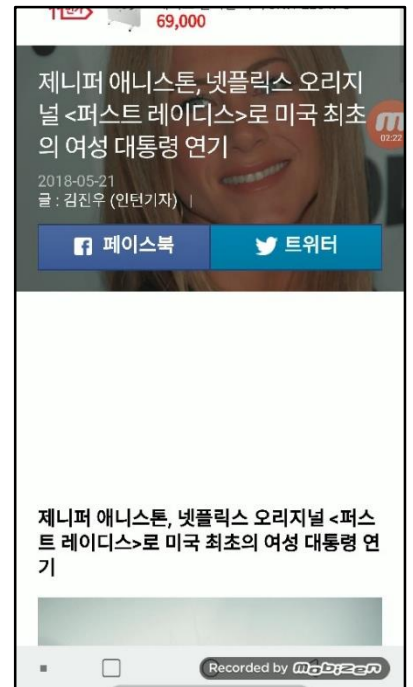 69,000
제니퍼 애니스톤, 넷플릭스 오리지
널 <퍼스트 레이디스>로 미국 최초
의 여성 대통령 연기
02:22
2018-05-21
글 : 김진우 (인턴기자) |
페이스북
트위터
제니퍼 애니스톤, 넷플릭스 오리지널 <퍼스
트 레이디스>로 미국 최초의 여성 대통령 연
기
Recorded by Mobizen